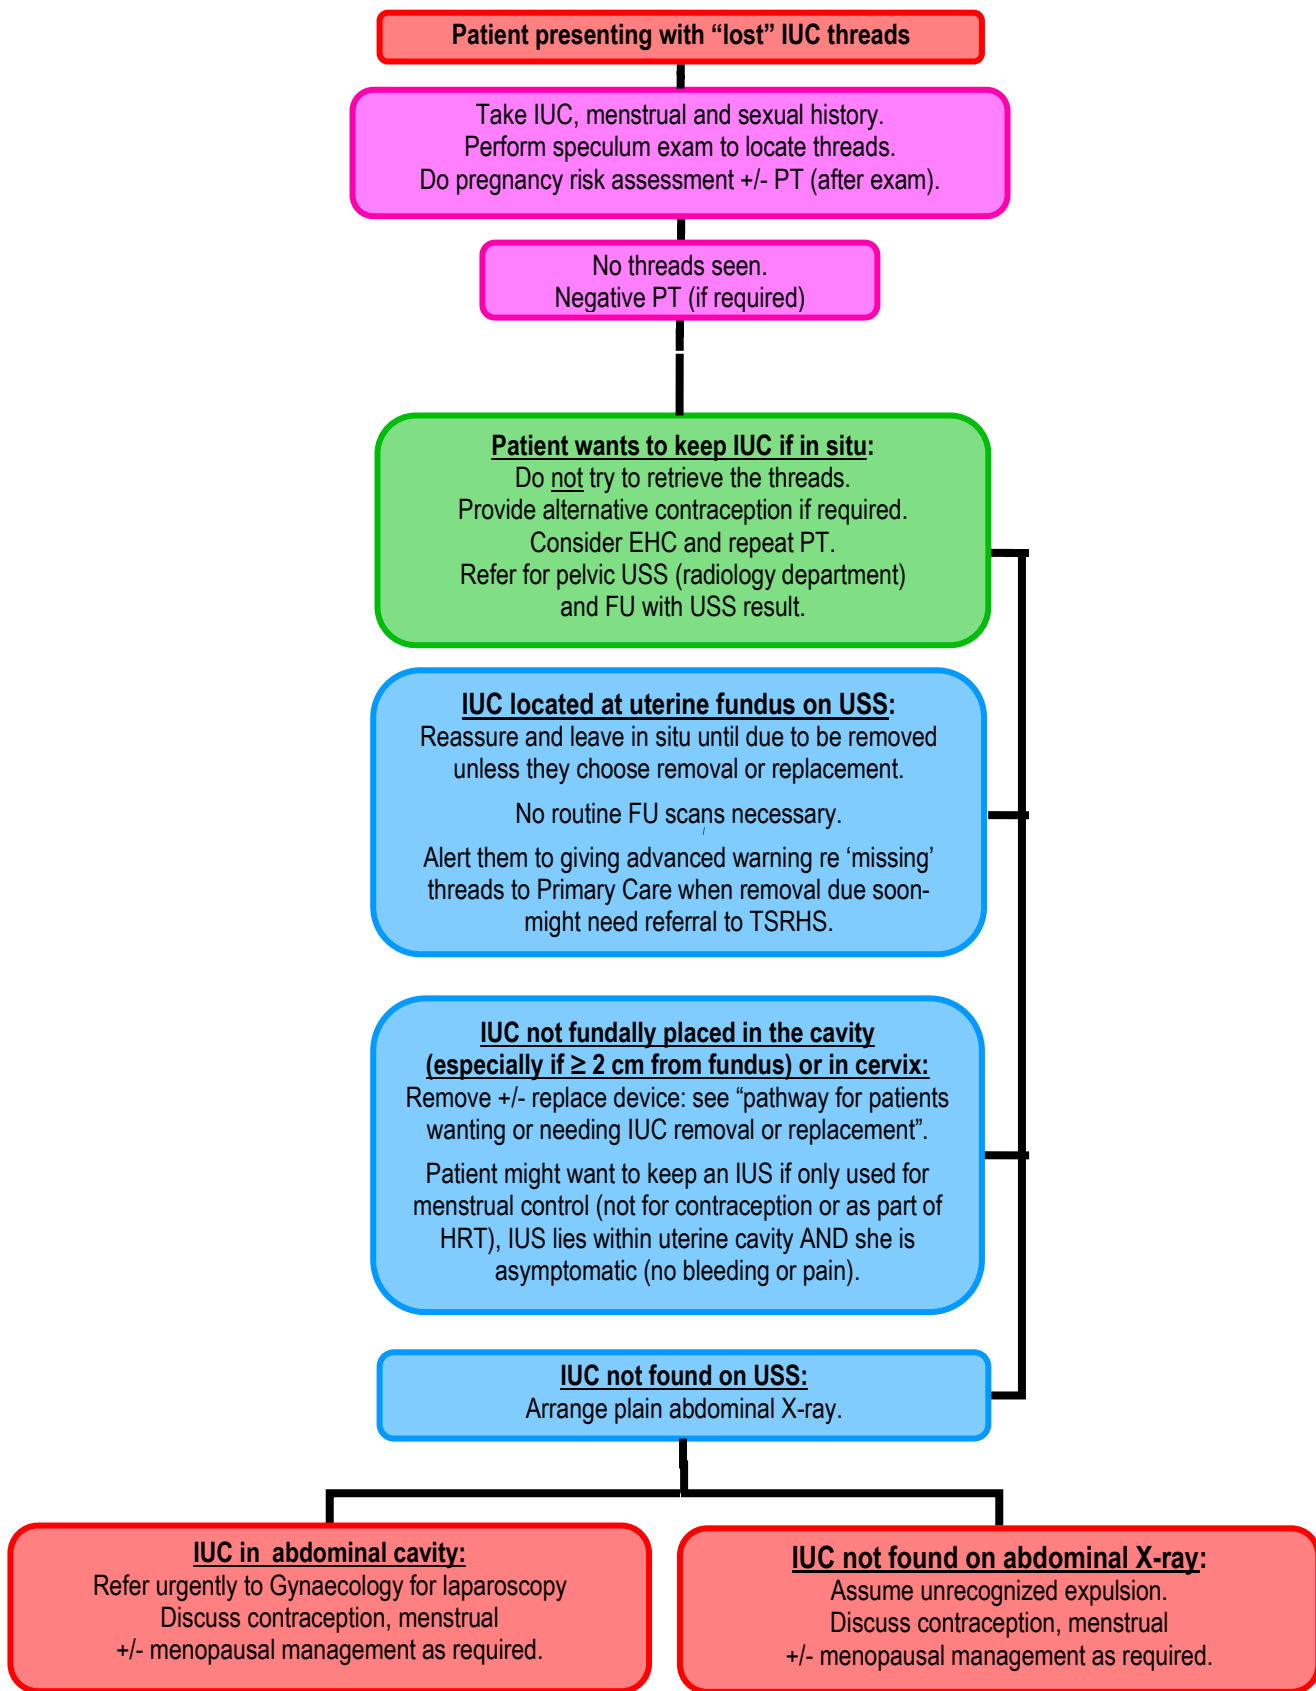 Patient presenting with “lost” IUC threads
Take IUC, menstrual and sexual history.
Perform speculum exam to locate threads.
Do pregnancy risk assessment +/- PT (after exam).
No threads seen.
Negative PT (if required)
Patient wants to keep IUC if in situ:
Do not try to retrieve the threads.
Provide alternative contraception if required.
Consider EHC and repeat PT.
Refer for pelvic USS (radiology department)
and FU with USS result.
IUC located at uterine fundus on USS:
Reassure and leave in situ until due to be removed
unless they choose removal or replacement.
No routine FU scans necessary.
Alert them to giving advanced warning re ‘missing’
threads to Primary Care when removal due soon-
might need referral to TSRHS.
IUC not fundally placed in the cavity
(especially if ≥ 2 cm from fundus) or in cervix:
Remove +/- replace device: see “pathway for patients
wanting or needing IUC removal or replacement”.
Patient might want to keep an IUS if only used for
menstrual control (not for contraception or as part of
HRT), IUS lies within uterine cavity AND she is
asymptomatic (no bleeding or pain).
IUC not found on USS:
Arrange plain abdominal X-ray.
IUC in abdominal cavity:
Refer urgently to Gynaecology for laparoscopy
Discuss contraception, menstrual
+/- menopausal management as required.
IUC not found on abdominal X-ray:
Assume unrecognized expulsion.
Discuss contraception, menstrual
+/- menopausal management as required.